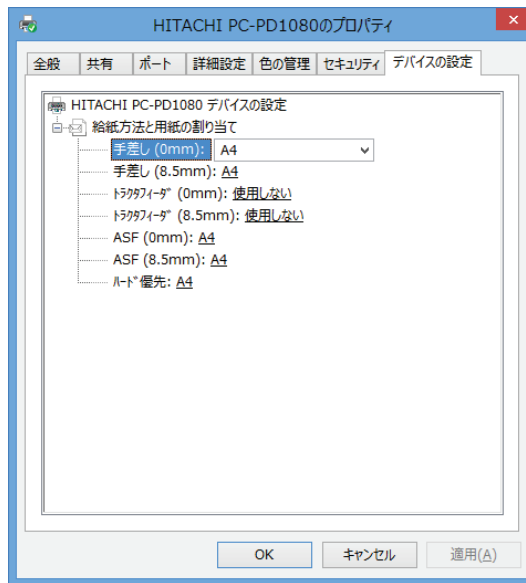 HITACHI PC-PD1080のプロパティ
全般 共有 ポート 詳細設定 色の管理 セキュリティ デバイスの設定
HITACHI PC-PD1080 デバイスの設定
給紙方法と用紙の割り当て
手差し (0mm): A4
手差し (8.5mm): A4
ﾄﾗｸﾀﾌｨｰﾀﾞ (0mm): 使用しない
ﾄﾗｸﾀﾌｨｰﾀﾞ (8.5mm): 使用しない
ASF (0mm): A4
ASF (8.5mm): A4
ﾊｰﾄﾞ優先: A4
OK キャンセル 適用(A)